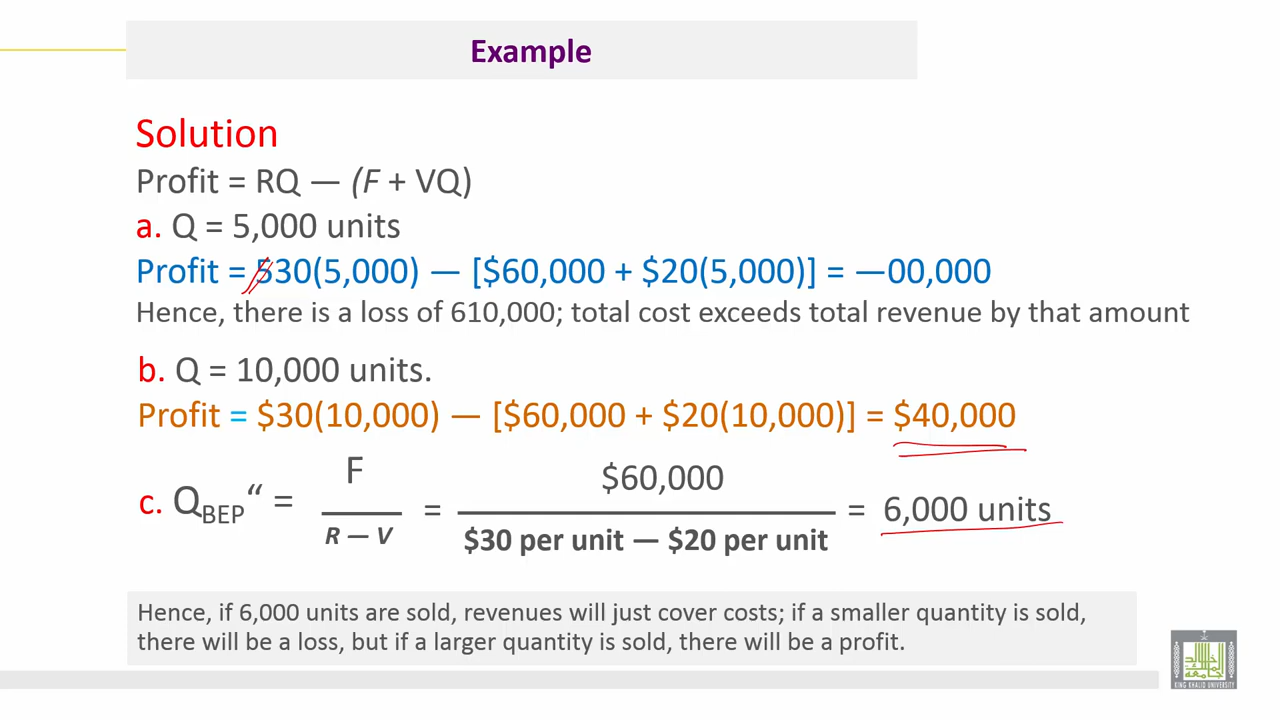 Example
Solution
Profit = RQ — (F + VQ)
a. Q = 5,000 units
Profit = 530(5,000) — [$60,000 + $20(5,000)] = —00,000
Hence, there is a loss of 610,000; total cost exceeds total revenue by that amount
b. Q = 10,000 units.
Profit = $30(10,000) — [$60,000 + $20(10,000)] = $40,000
c. QBEP“ = F / R — V = $60,000 / $30 per unit — $20 per unit = 6,000 units
Hence, if 6,000 units are sold, revenues will just cover costs; if a smaller quantity is sold,
there will be a loss, but if a larger quantity is sold, there will be a profit.
KING KHALID UNIVERSITY